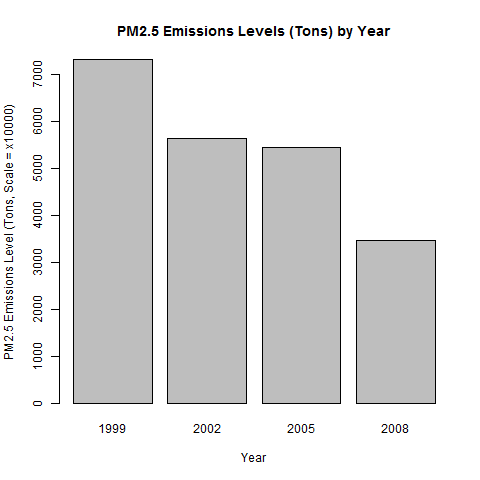 PM2.5 Emissions Levels (Tons) by Year
PM2.5 Emissions Level (Tons, Scale = x10000)
7000
6000
5000
4000
3000
2000
1000
0
1999 2002 2005 2008
Year